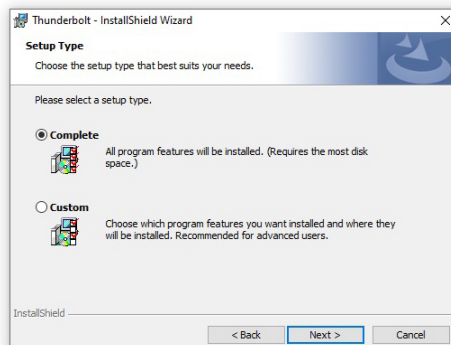 Thunderbolt - InstallShield Wizard
Setup Type
Choose the setup type that best suits your needs.
Please select a setup type.
Complete
All program features will be installed. (Requires the most disk
space.)
Custom
Choose which program features you want installed and where they
will be installed. Recommended for advanced users.
InstallShield
< Back
Next >
Cancel